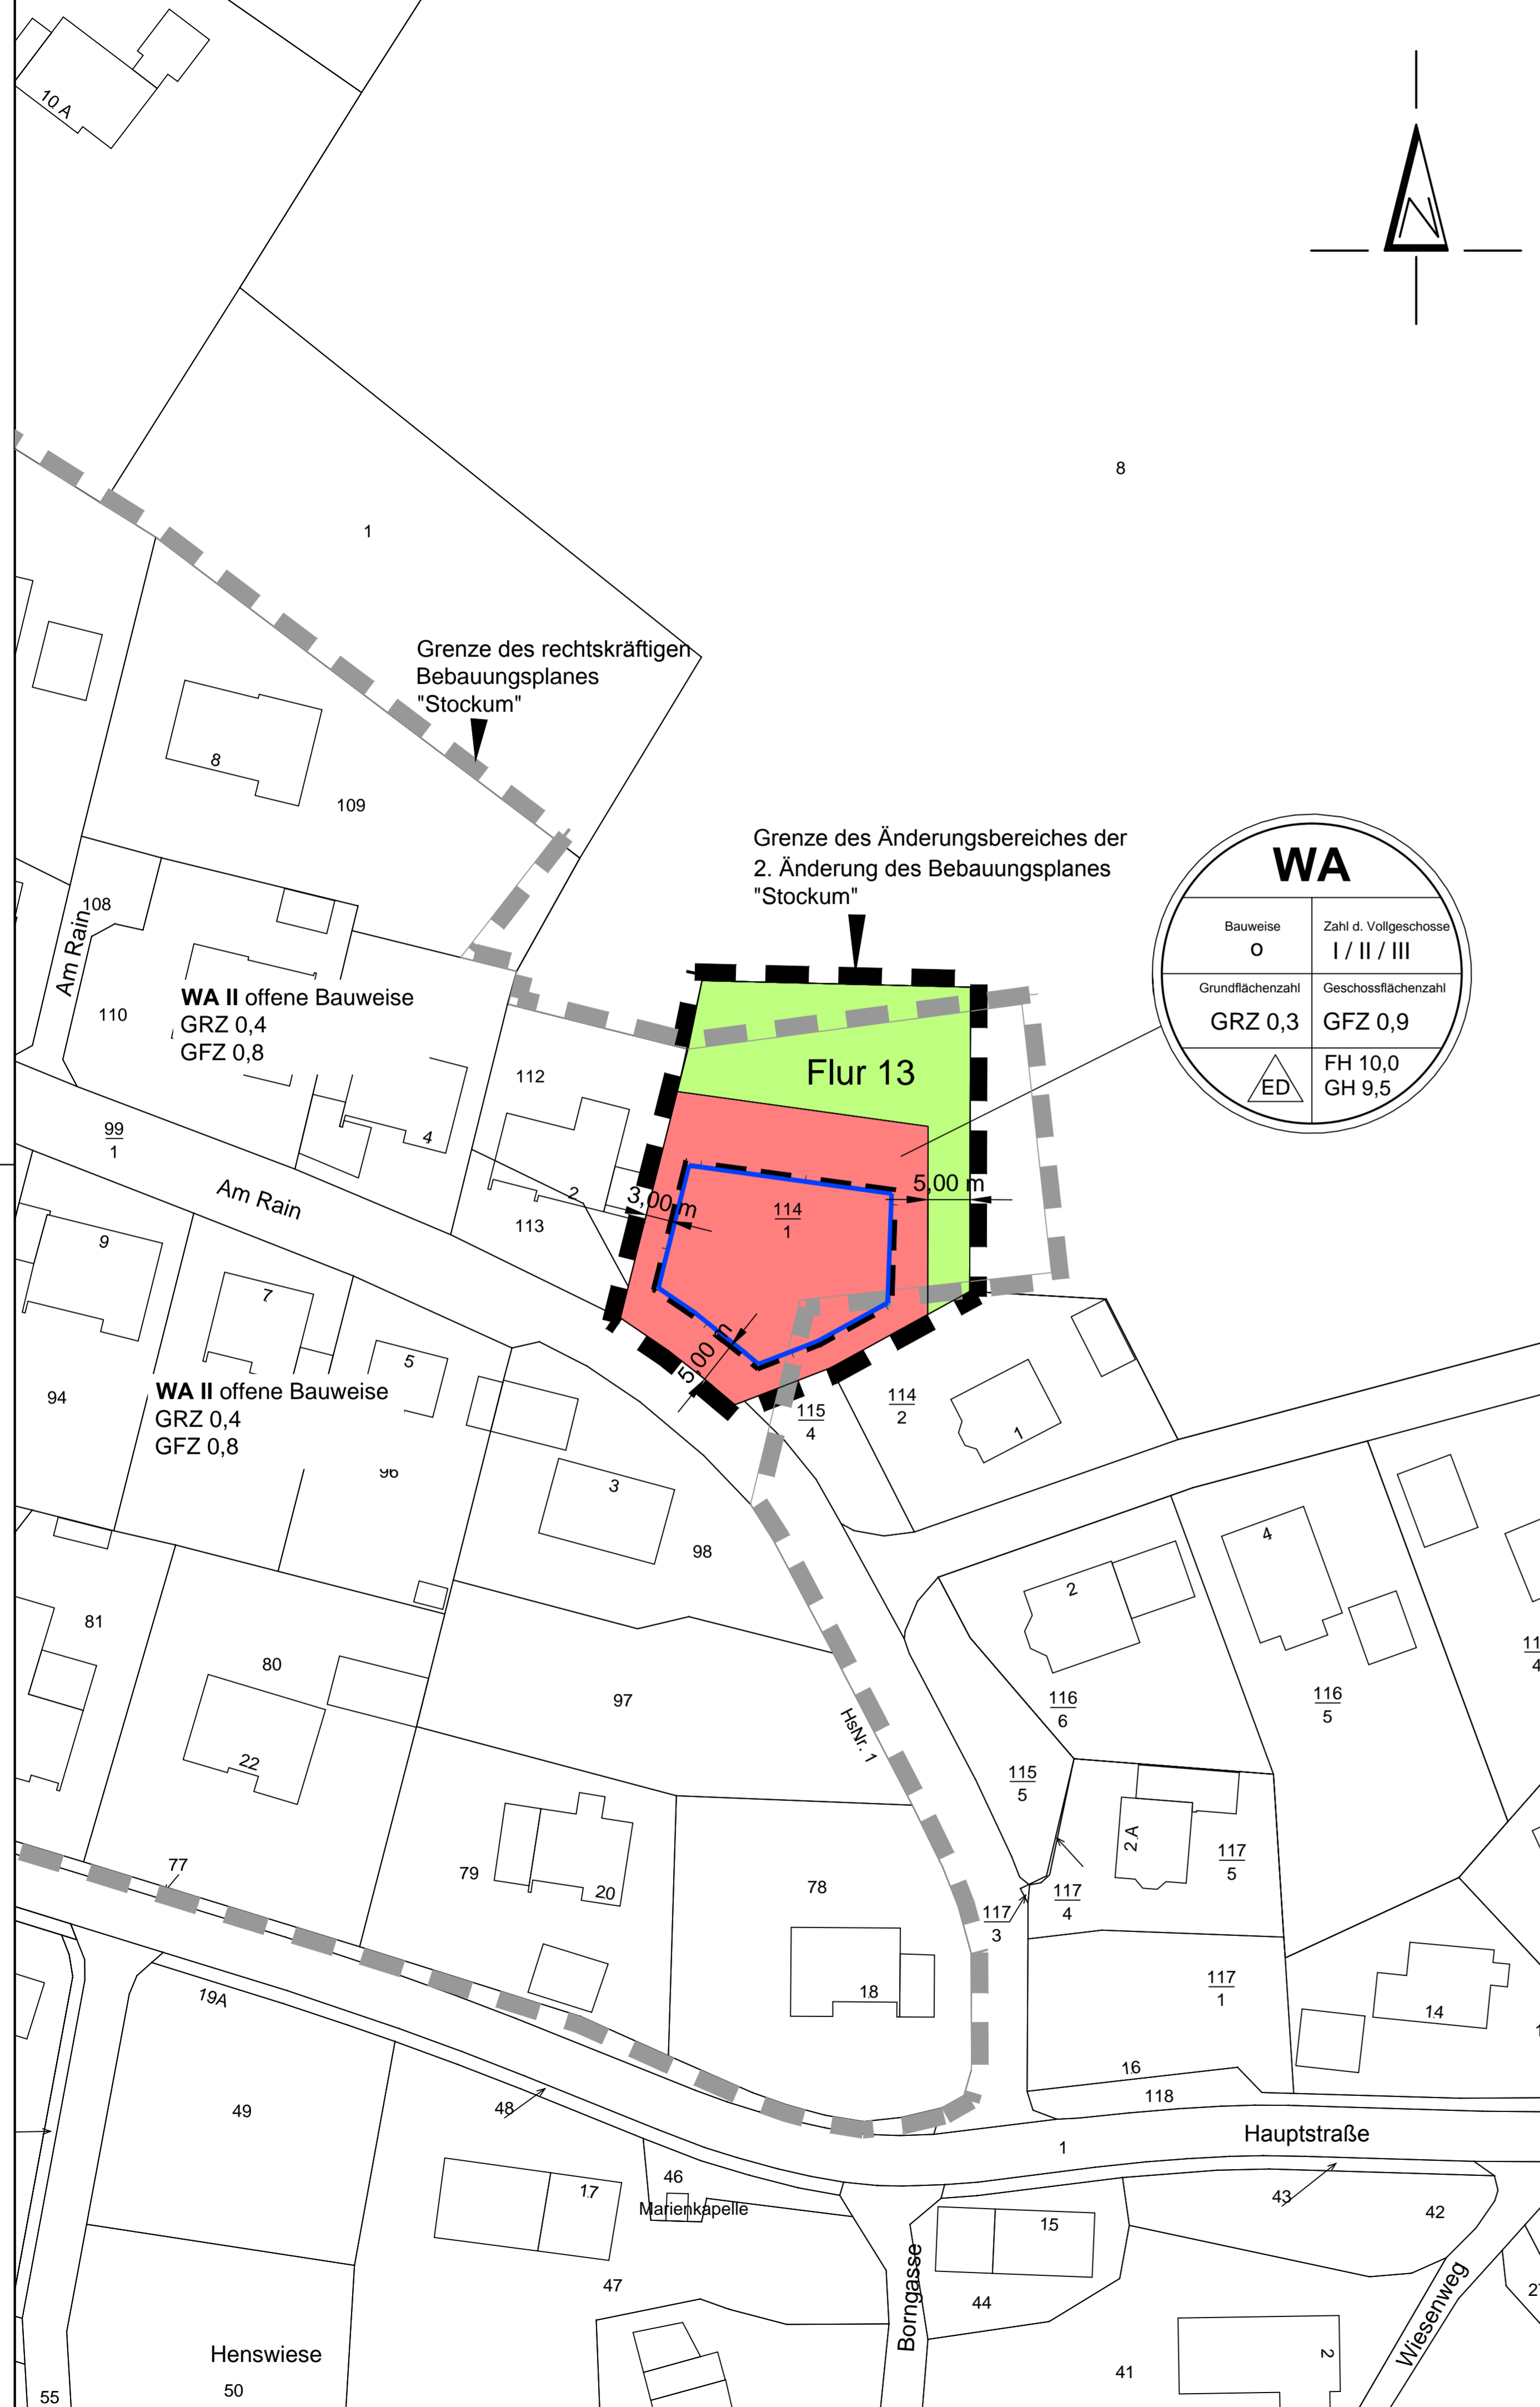 10 A
8
1
Grenze des rechtskräftigen
Bebauungsplanes
"Stockum"
8
109
Grenze des Änderungsbereiches der
2. Änderung des Bebauungsplanes
"Stockum"
WA
Bauweise
o
Zahl d. Vollgeschosse
I / II / III
Grundflächenzahl
GRZ 0,3
Geschossflächenzahl
GFZ 0,9
ED
FH 10,0
GH 9,5
N
108
Am Rain
110
WA II offene Bauweise
GRZ 0,4
GFZ 0,8
Flur 13
112
4
99
1
Am Rain
2
113
3,00 m
5,00 m
114
1
5,00 m
9
7
5
94
WA II offene Bauweise
GRZ 0,4
GFZ 0,8
96
3
98
115
4
114
2
1
81
80
22
97
HsNr. 1
2
4
116
6
116
5
11
4
115
5
2 A
117
5
117
4
117
3
77
79
20
78
18
117
1
14
16
118
19A
49
48
Hauptstraße
1
46
Marienkapelle
17
47
15
43
42
44
Borngasse
Wiesenweg
Henswiese
50
55
41
2